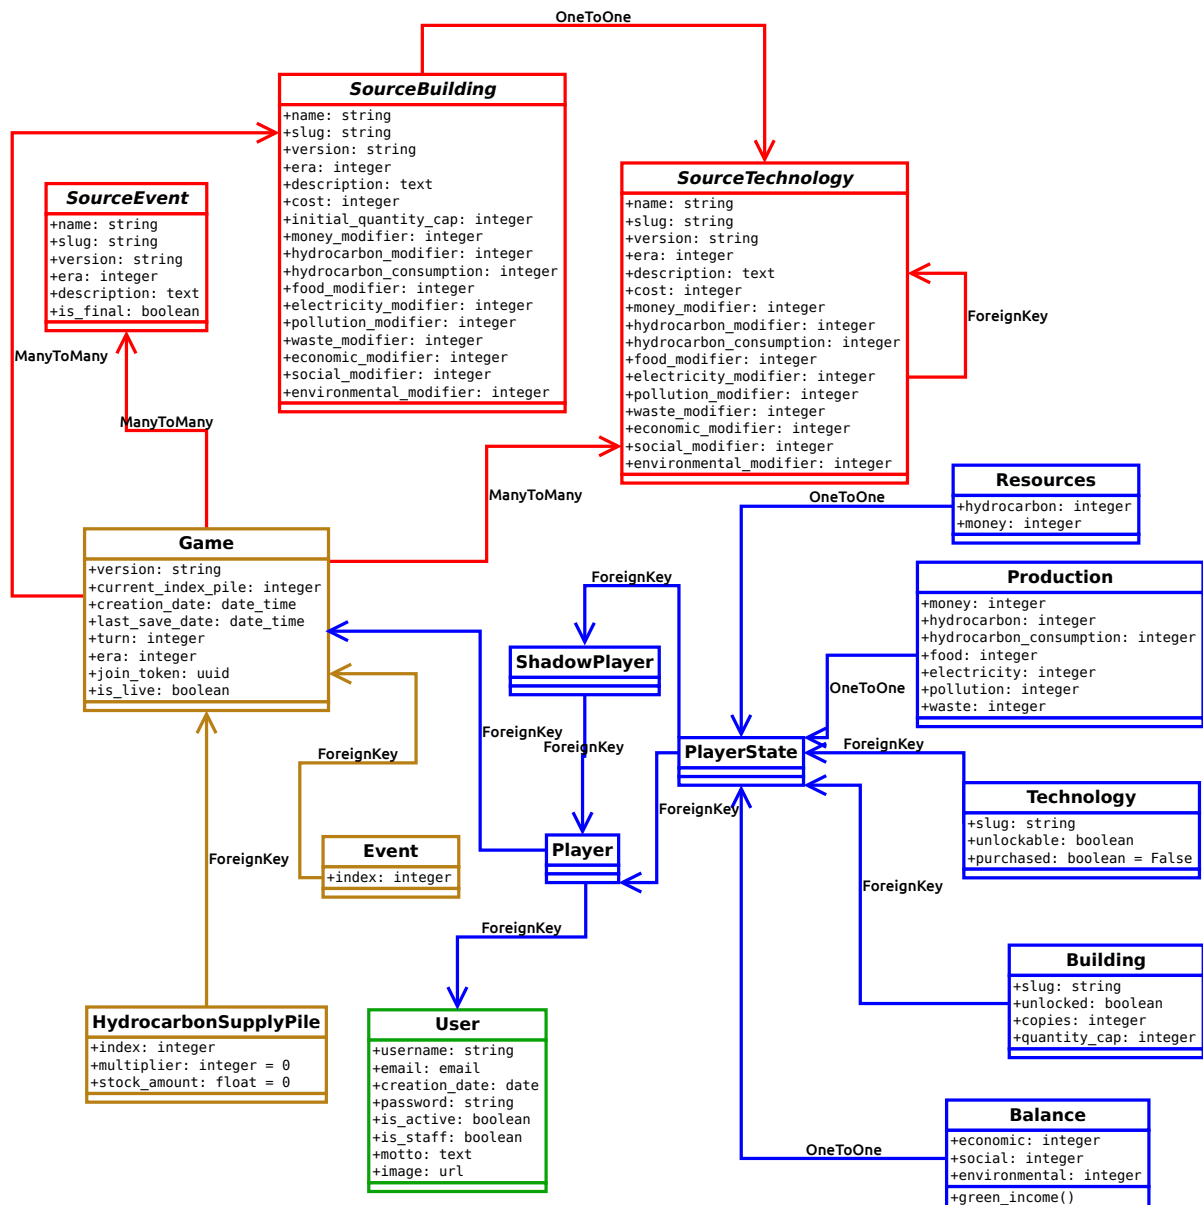 OneToOne
SourceBuilding
+name: string
+slug: string
+version: string
+era: integer
+description: text
+cost: integer
+initial_quantity_cap: integer
+money_modifier: integer
+hydrocarbon_modifier: integer
+hydrocarbon_consumption: integer
+food_modifier: integer
+electricity_modifier: integer
+pollution_modifier: integer
+waste_modifier: integer
+economic_modifier: integer
+social_modifier: integer
+environmental_modifier: integer
SourceTechnology
+name: string
+slug: string
+version: string
+era: integer
+description: text
+cost: integer
+money_modifier: integer
+hydrocarbon_modifier: integer
+hydrocarbon_consumption: integer
+food_modifier: integer
+electricity_modifier: integer
+pollution_modifier: integer
+waste_modifier: integer
+economic_modifier: integer
+social_modifier: integer
+environmental_modifier: integer
ForeignKey
SourceEvent
+name: string
+slug: string
+version: string
+era: integer
+description: text
+is_final: boolean
ManyToMany
ManyToMany
ManyToMany
Game
+version: string
+current_index_pile: integer
+creation_date: date_time
+last_save_date: date_time
+turn: integer
+era: integer
+join_token: uuid
+is_live: boolean
Resources
+hydrocarbon: integer
+money: integer
OneToOne
Production
+money: integer
+hydrocarbon: integer
+hydrocarbon_consumption: integer
+food: integer
+electricity: integer
+pollution: integer
+waste: integer
OneToOne
ForeignKey
ShadowPlayer
ForeignKey
ForeignKey
PlayerState
ForeignKey
ForeignKey
Technology
+slug: string
+unlockable: boolean
+purchased: boolean = False
ForeignKey
ForeignKey
Event
+index: integer
Player
ForeignKey
ForeignKey
Building
+slug: string
+unlocked: boolean
+copies: integer
+quantity_cap: integer
HydrocarbonSupplyPile
+index: integer
+multiplier: integer = 0
+stock_amount: float = 0
User
+username: string
+email: email
+creation_date: date
+password: string
+is_active: boolean
+is_staff: boolean
+motto: text
+image: url
OneToOne
Balance
+economic: integer
+social: integer
+environmental: integer
+green_income()